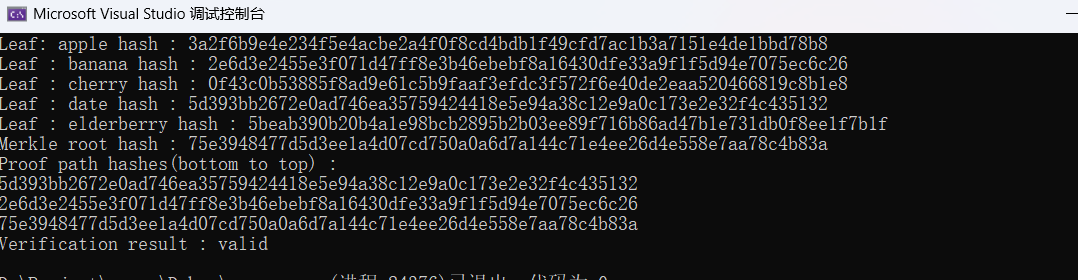 Microsoft Visual Studio 调试控制台
Leaf: apple hash : 3a2f6b9e4e234f5e4acbe2a4f0f8cd4bdb1f49cfd7ac1b3a7151e4de1bbd78b8
Leaf : banana hash : 2e6d3e2455e3f071d47ff8e3b46ebebf8a16430dfe33a9f1f5d94e7075ec6c26
Leaf : cherry hash : 0f43c0b53885f8ad9e61c5b9faaf3efdc3f572f6e40de2eaa520466819c8b1e8
Leaf : date hash : 5d393bb2672e0ad746ea35759424418e5e94a38c12e9a0c173e2e32f4c435132
Leaf : elderberry hash : 5beab390b20b4a1e98bcb2895b2b03ee89f716b86ad47b1e731db0f8ee1f7b1f
Merkle root hash : 75e3948477d5d3ee1a4d07cd750a0a6d7a144c71e4ee26d4e558e7aa78c4b83a
Proof path hashes(bottom to top) :
5d393bb2672e0ad746ea35759424418e5e94a38c12e9a0c173e2e32f4c435132
2e6d3e2455e3f071d47ff8e3b46ebebf8a16430dfe33a9f1f5d94e7075ec6c26
75e3948477d5d3ee1a4d07cd750a0a6d7a144c71e4ee26d4e558e7aa78c4b83a
Verification result : valid